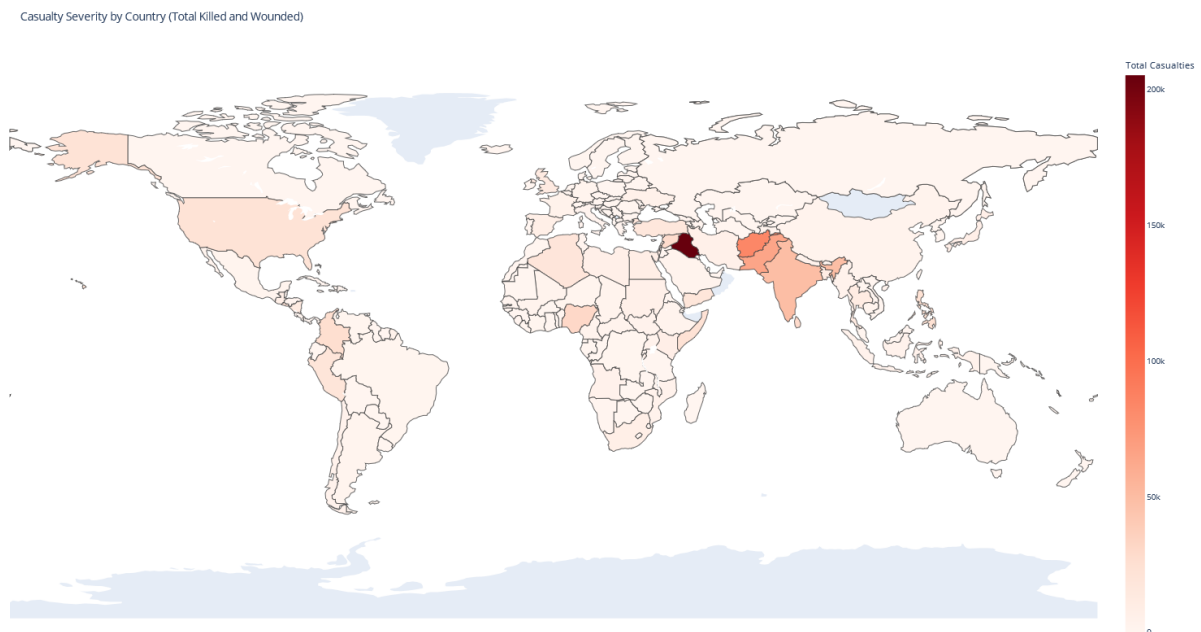 Casualty Severity by Country (Total Killed and Wounded)
Total Casualties
200k
150k
100k
50k
0